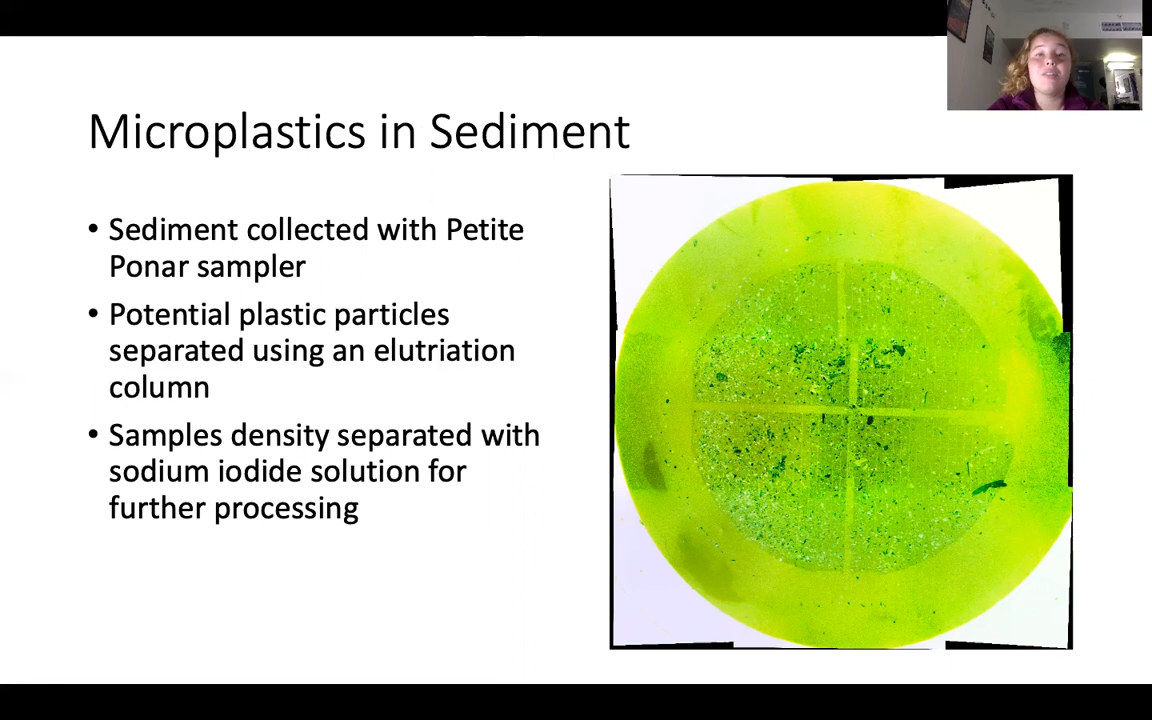 Microplastics in Sediment
• Sediment collected with Petite
Ponar sampler
• Potential plastic particles
separated using an elutriation
column
• Samples density separated with
sodium iodide solution for
further processing